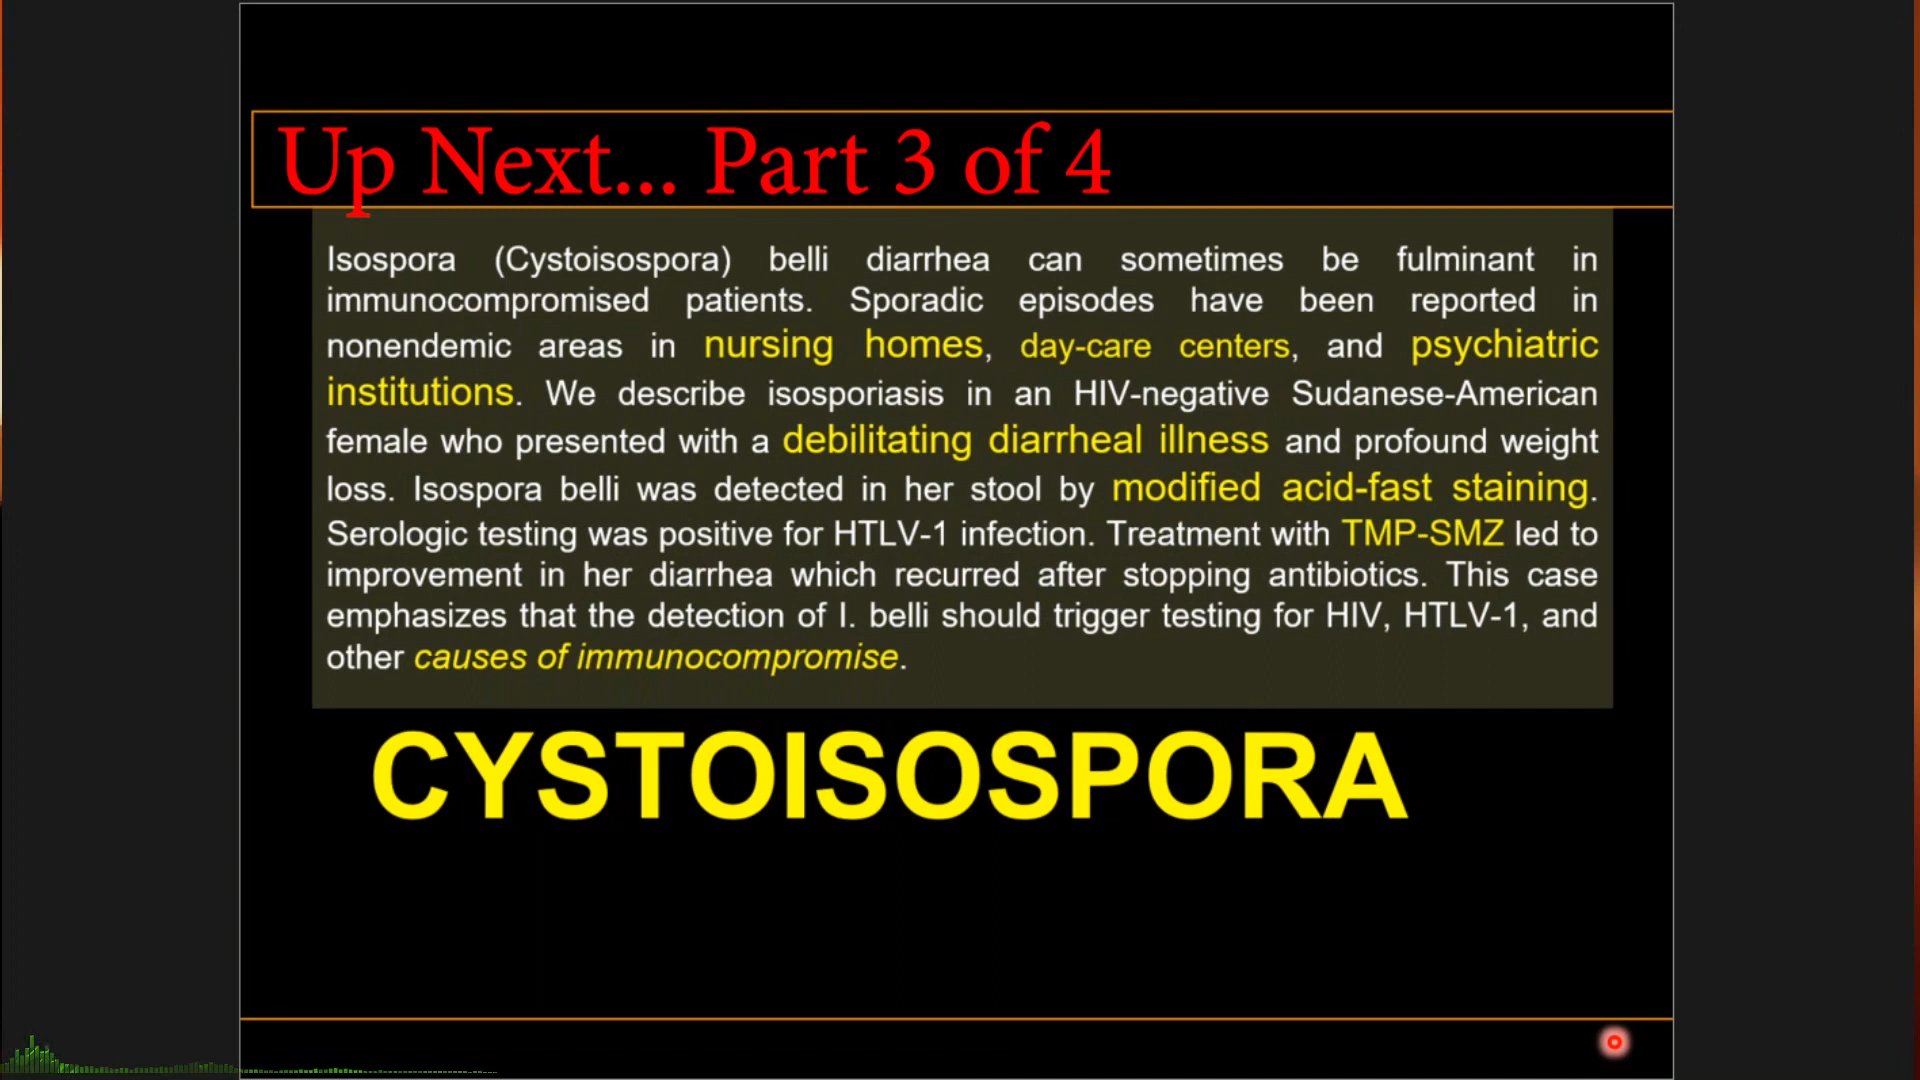 Up Next... Part 3 of 4
Isospora (Cystoisospora) belli diarrhea can sometimes be fulminant in
immunocompromised patients. Sporadic episodes have been reported in
nonendemic areas in nursing homes, day-care centers, and psychiatric
institutions. We describe isosporiasis in an HIV-negative Sudanese-American
female who presented with a debilitating diarrheal illness and profound weight
loss. Isospora belli was detected in her stool by modified acid-fast staining.
Serologic testing was positive for HTLV-1 infection. Treatment with TMP-SMZ led to
improvement in her diarrhea which recurred after stopping antibiotics. This case
emphasizes that the detection of I. belli should trigger testing for HIV, HTLV-1, and
other causes of immunocompromise.
CYSTOISOSPORA